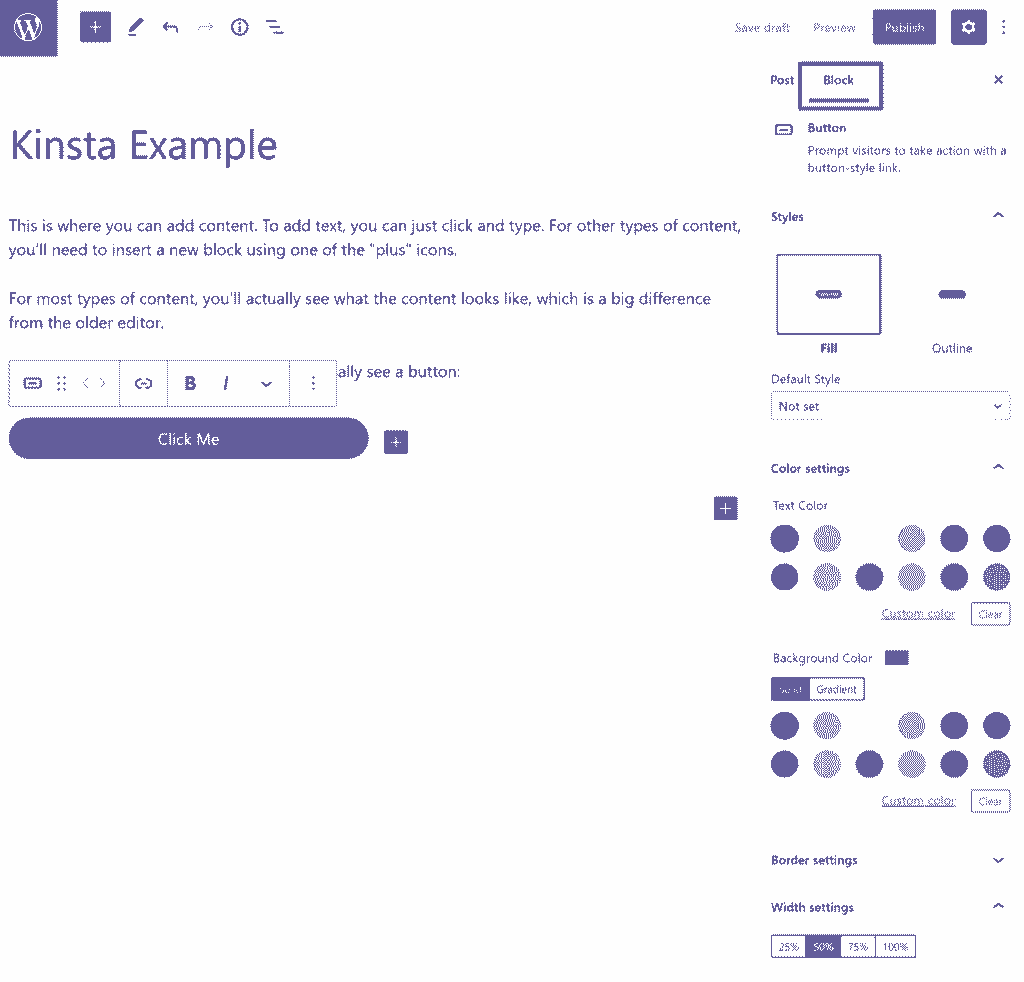 Save draft
Preview
Publish
Post
Block
Button
Prompt visitors to take action with a
button-style link.
Kinsta Example
This is where you can add content. To add text, you can just click and type. For other types of content,
you'll need to insert a new block using one of the "plus" icons.
For most types of content, you'll actually see what the content looks like, which is a big difference
from the older editor.
ally see a button:
B I
Click Me
Styles
Fill
Outline
Default Style
Not set
Color settings
Text Color
Custom color
Clear
Background Color
Solid
Gradient
Custom color
Clear
Border settings
Width settings
25% 50% 75% 100%